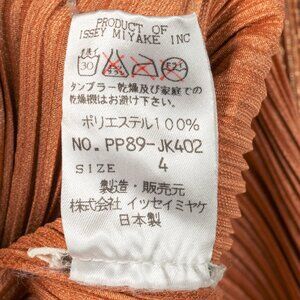 PRODUCT OF
ISSEY MIYAKE INC
手洗イ
30
タンブラー乾燥及び家庭での
乾燥機はお避け下さい。
ポリエステル100%
NO. PP89-JK402
SIZE 4
製造・販売元
株式会社 イッセイミヤケ
日本製